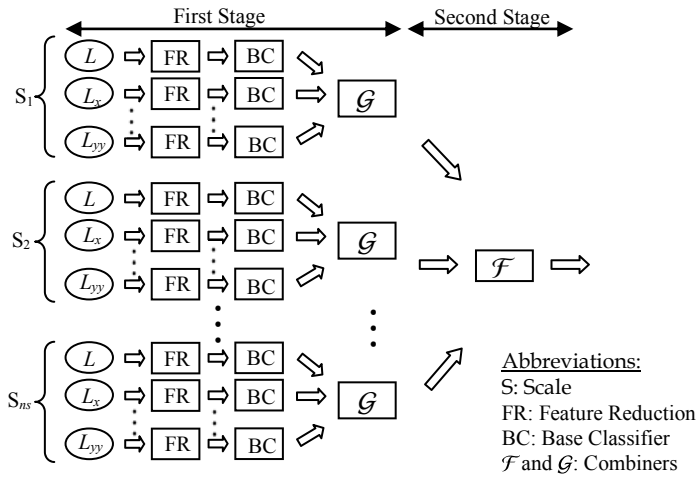 First Stage Second Stage
L FR BC
S1 Lx FR BC 𝒢
Lyy FR BC
L FR BC
S2 Lx FR BC 𝒢
Lyy FR BC ℱ
L FR BC
Sns Lx FR BC 𝒢
Lyy FR BC
Abbreviations:
S: Scale
FR: Feature Reduction
BC: Base Classifier
ℱ and 𝒢: Combiners